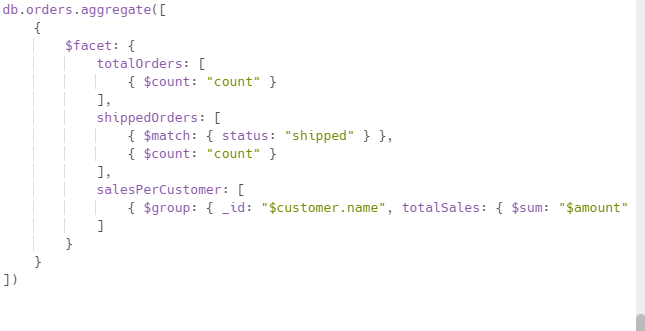 db.orders.aggregate([
    {
        $facet: {
            totalOrders: [
                { $count: "count" }
            ],
            shippedOrders: [
                { $match: { status: "shipped" } },
                { $count: "count" }
            ],
            salesPerCustomer: [
                { $group: { _id: "$customer.name", totalSales: { $sum: "$amount"
            ]
        }
    }
])